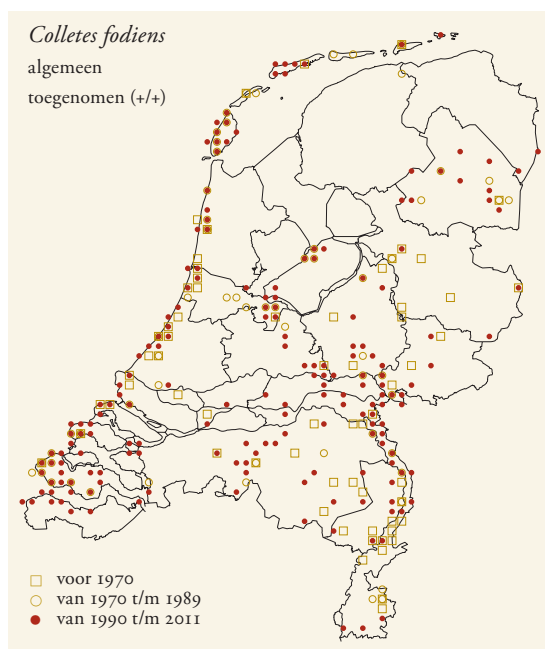 Colletes fodiens
algemeen
toegenomen (+/+)
voor 1970
van 1970 t/m 1989
van 1990 t/m 2011